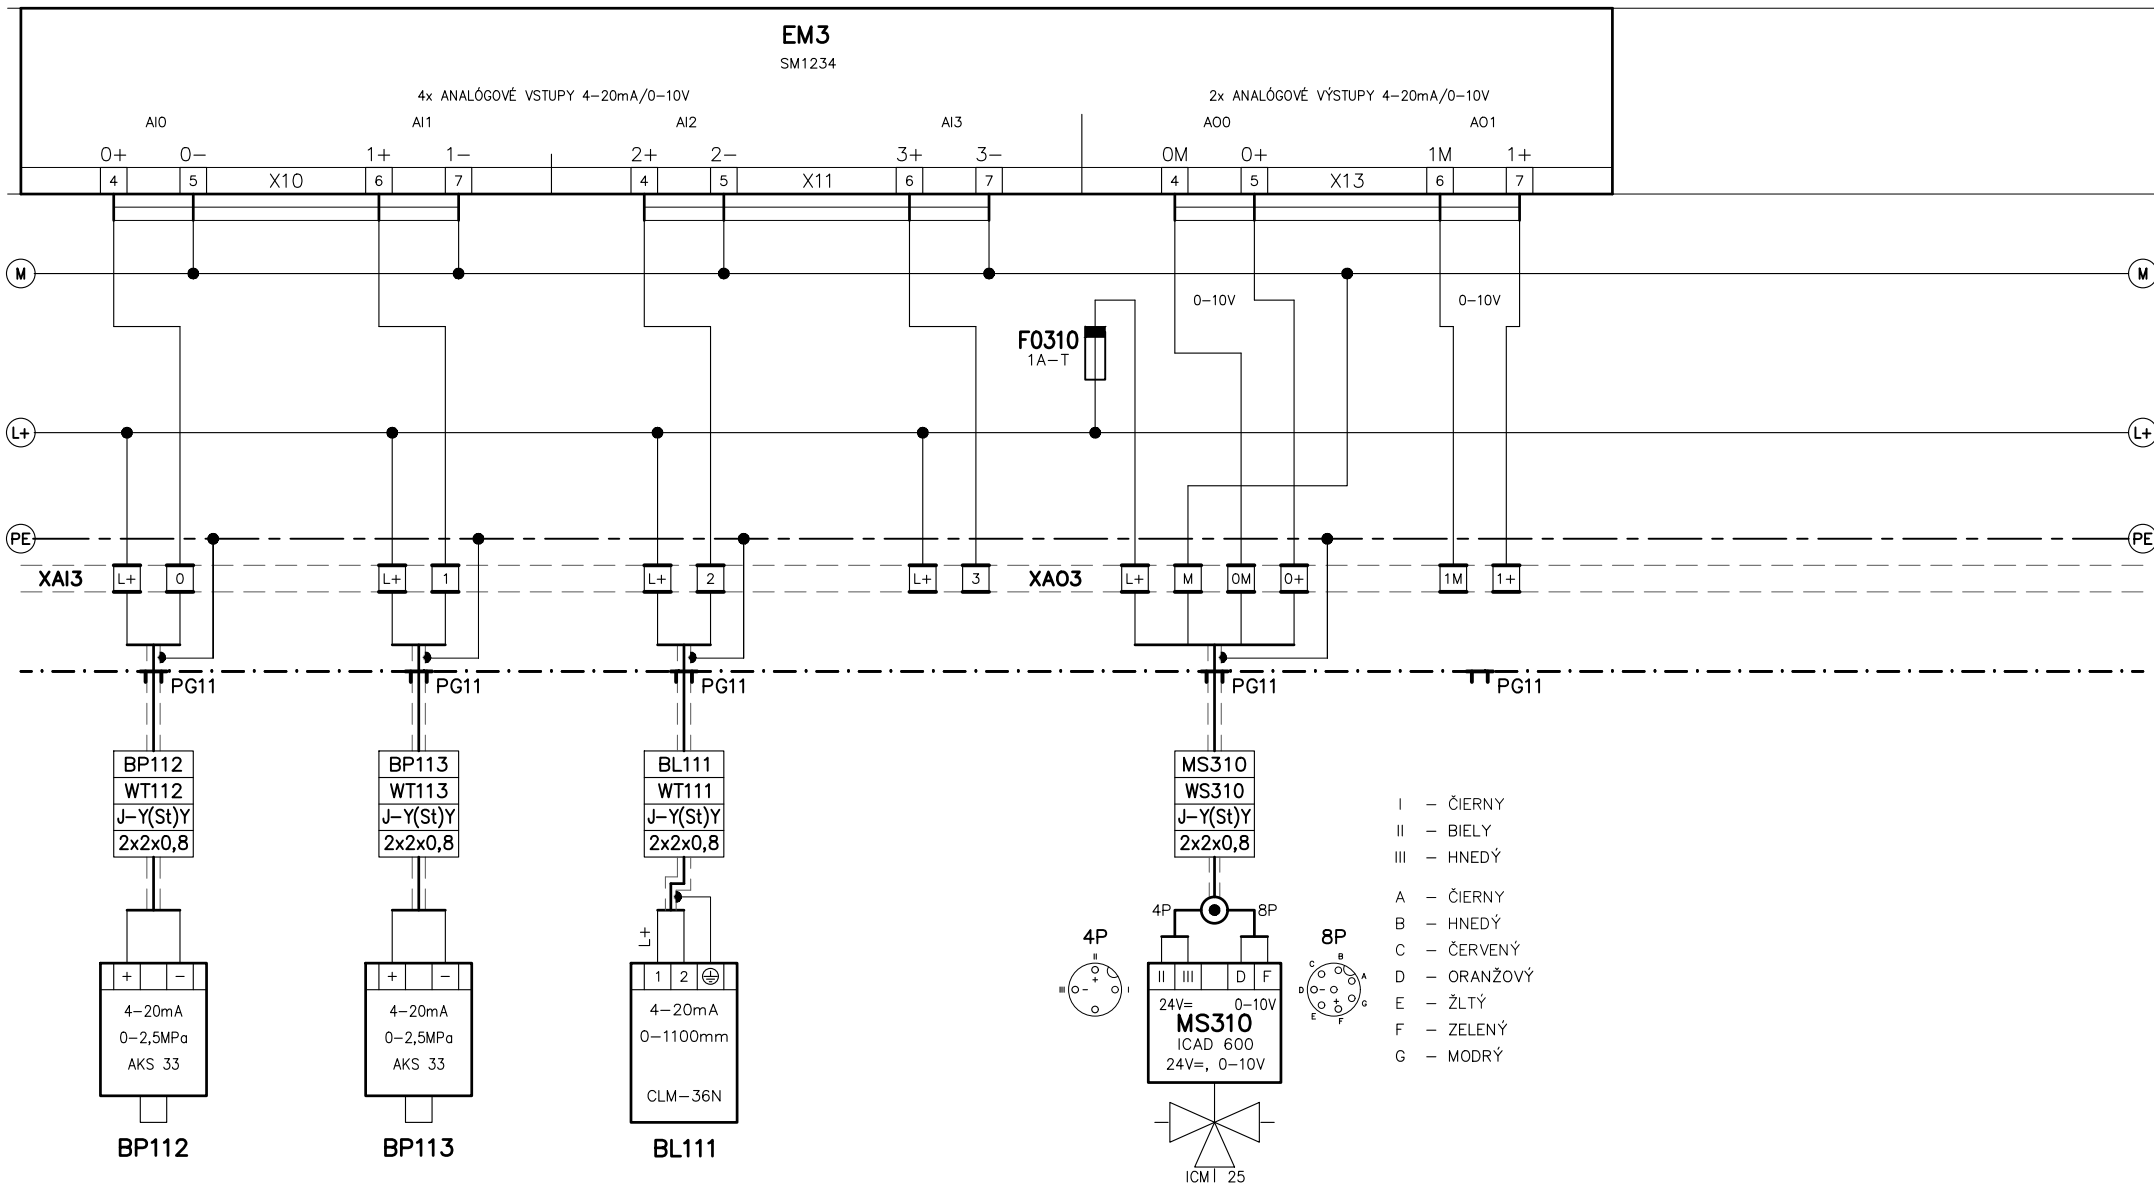 EM3
SM1234
4x ANALÓGOVÉ VSTUPY 4-20mA/0-10V 2x ANALÓGOVÉ VÝSTUPY 4-20mA/0-10V
AI0 AI1 AI2 AI3 AO0 AO1
0+ 0- 1+ 1- 2+ 2- 3+ 3- 0M 0+ 1M 1+
4 5 X10 6 7 4 5 X11 6 7 4 5 X13 6 7
M M
0-10V 0-10V
F0310
1A-T
L+ L+
PE PE
XAI3 L+ 0 L+ 1 L+ 2 L+ 3 XAO3 L+ M 0M 0+ 1M 1+
PG11 PG11 PG11 PG11 PG11
BP112 BP113 BL111 MS310
WT112 WT113 WT111 WS310
J-Y(St)Y J-Y(St)Y J-Y(St)Y J-Y(St)Y
2x2x0,8 2x2x0,8 2x2x0,8 2x2x0,8
I - ČIERNY
II - BIELY
III - HNEDÝ
A - ČIERNY
B - HNEDÝ
C - ČERVENÝ
D - ORANŽOVÝ
E - ŽLTÝ
F - ZELENÝ
G - MODRÝ
L+
4P 8P
4P
II
+
III - I
8P
B
C A
D -
+ G
E F
+ - + - 1 2 II III D F
4-20mA
0-2,5MPa
AKS 33
BP112
4-20mA
0-2,5MPa
AKS 33
BP113
4-20mA
0-1100mm
CLM-36N
BL111
24V= 0-10V
MS310
ICAD 600
24V=, 0-10V
ICM 25